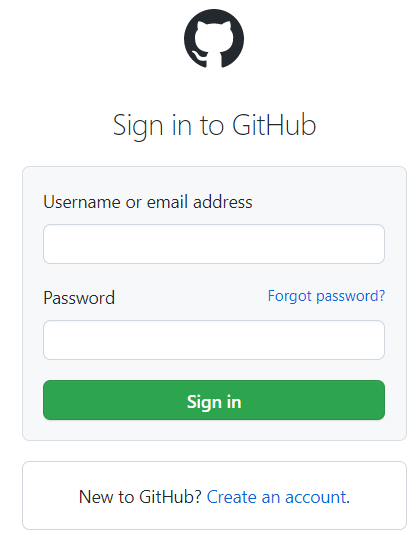 Sign in to GitHub
Username or email address
Password Forgot password?
Sign in
New to GitHub? Create an account.